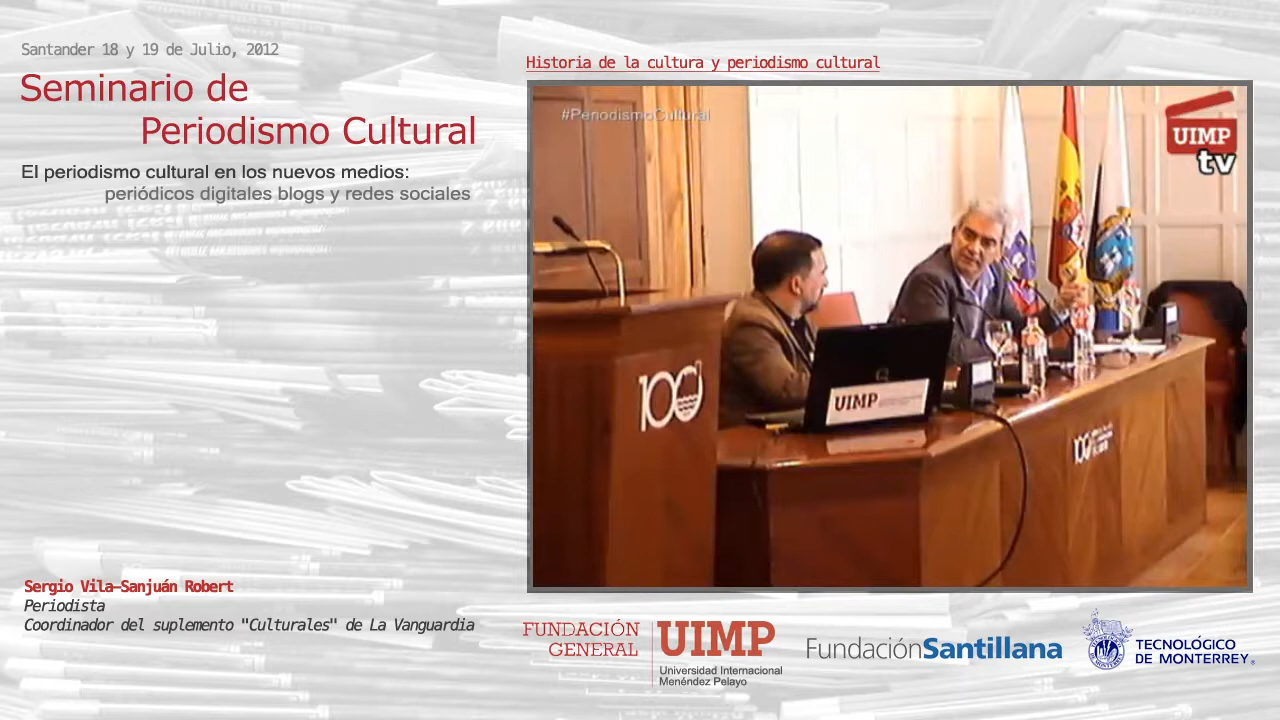 Santander 18 y 19 de Julio, 2012
Seminario de
Periodismo Cultural
El periodismo cultural en los nuevos medios:
periódicos digitales blogs y redes sociales
Historia de la cultura y periodismo cultural
#PeriodismoCultural
UIMP
tv
100
UIMP
100
Sergio Vila-Sanjuán Robert
Periodista
Coordinador del suplemento "Culturales" de La Vanguardia
FUNDACIÓN
GENERAL
UIMP
Universidad Internacional
Menéndez Pelayo
FundaciónSantillana
TECNOLÓGICO
DE MONTERREY®